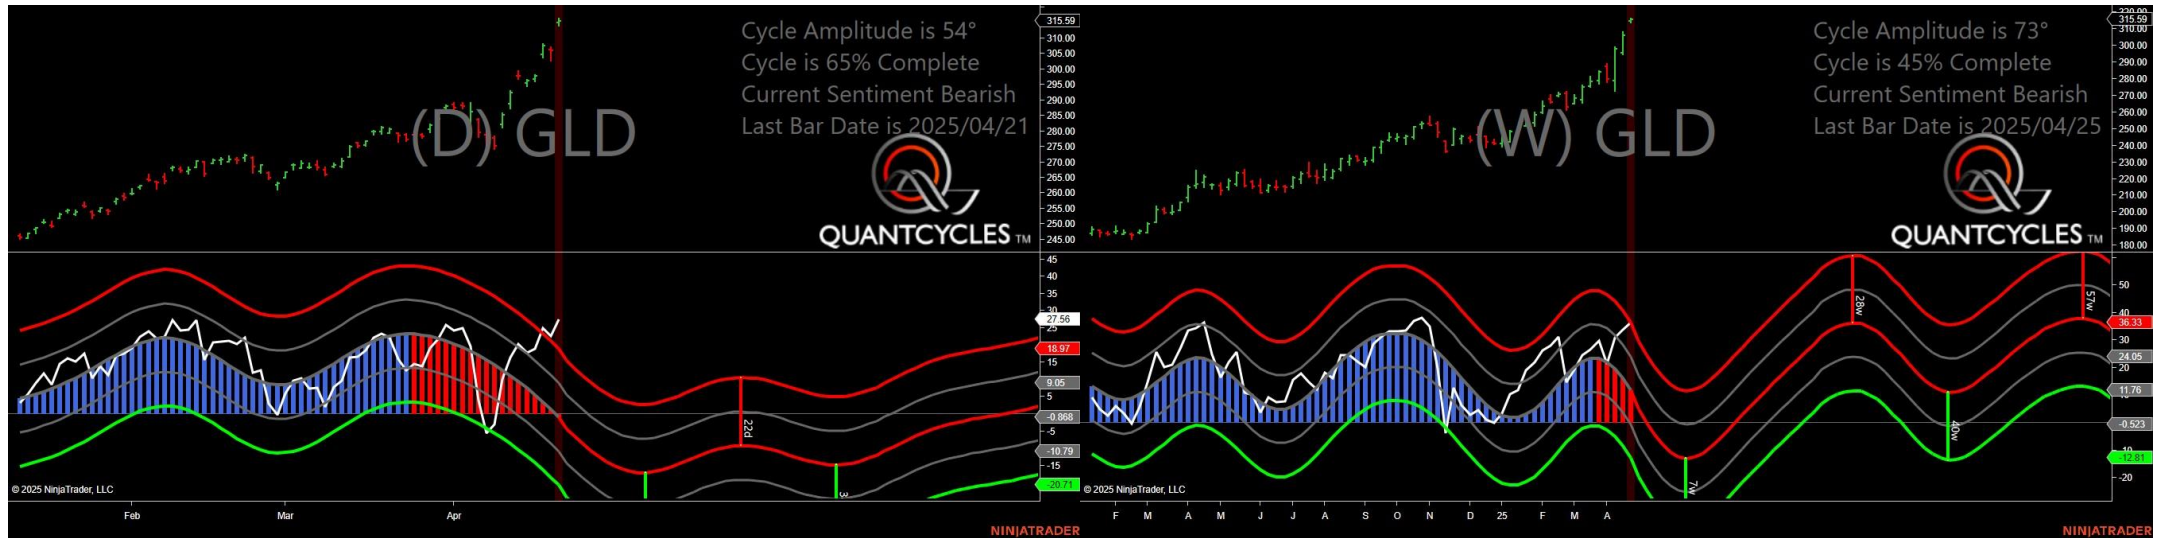 Cycle Amplitude is 54°
Cycle is 65% Complete
Current Sentiment Bearish
Last Bar Date is 2025/04/21
(D) GLD
QUANTCYCLES TM
315.59
310.00
305.00
300.00
295.00
290.00
285.00
280.00
275.00
270.00
265.00
260.00
255.00
250.00
245.00
45
40
35
30
27.56
25
18.97
15
9.05
5
-0.868
-5
-10.79
-15
-20.71
22d
3
© 2025 NinjaTrader, LLC
Feb Mar Apr
NINJATRADER
Cycle Amplitude is 73°
Cycle is 45% Complete
Current Sentiment Bearish
Last Bar Date is 2025/04/25
(W) GLD
QUANTCYCLES TM
320.00
315.59
310.00
300.00
290.00
280.00
270.00
260.00
250.00
240.00
230.00
220.00
210.00
200.00
190.00
180.00
50
40
36.33
30
24.05
20
11.76
-0.523
-10
-12.81
-20
7w
28w
40w
57w
© 2025 NinjaTrader, LLC
F M A M J J A S O N D 25 F M A
NINJATRADER